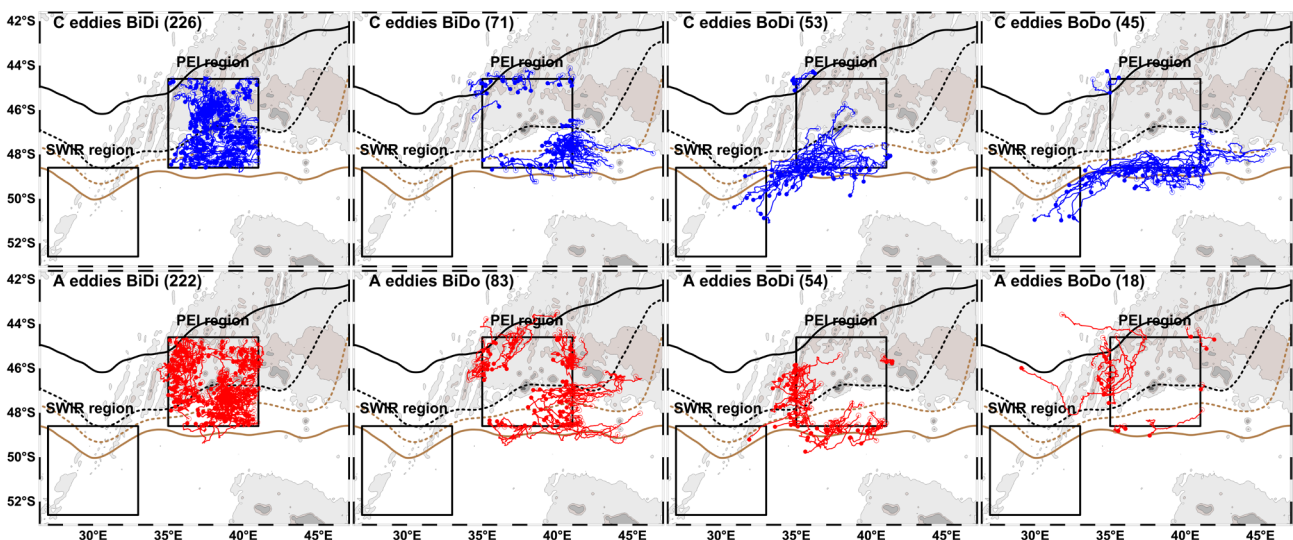 C eddies BiDi (226)
C eddies BiDo (71)
C eddies BoDi (53)
C eddies BoDo (45)
42°S
44°S
46°S
48°S
50°S
52°S
PEI region
PEI region
PEI region
PEI region
SWIR region
SWIR region
SWIR region
SWIR region
A eddies BiDi (222)
A eddies BiDo (83)
A eddies BoDi (54)
A eddies BoDo (18)
42°S
44°S
46°S
48°S
50°S
52°S
PEI region
PEI region
PEI region
PEI region
SWIR region
SWIR region
SWIR region
SWIR region
30°E
35°E
40°E
45°E
30°E
35°E
40°E
45°E
30°E
35°E
40°E
45°E
30°E
35°E
40°E
45°E